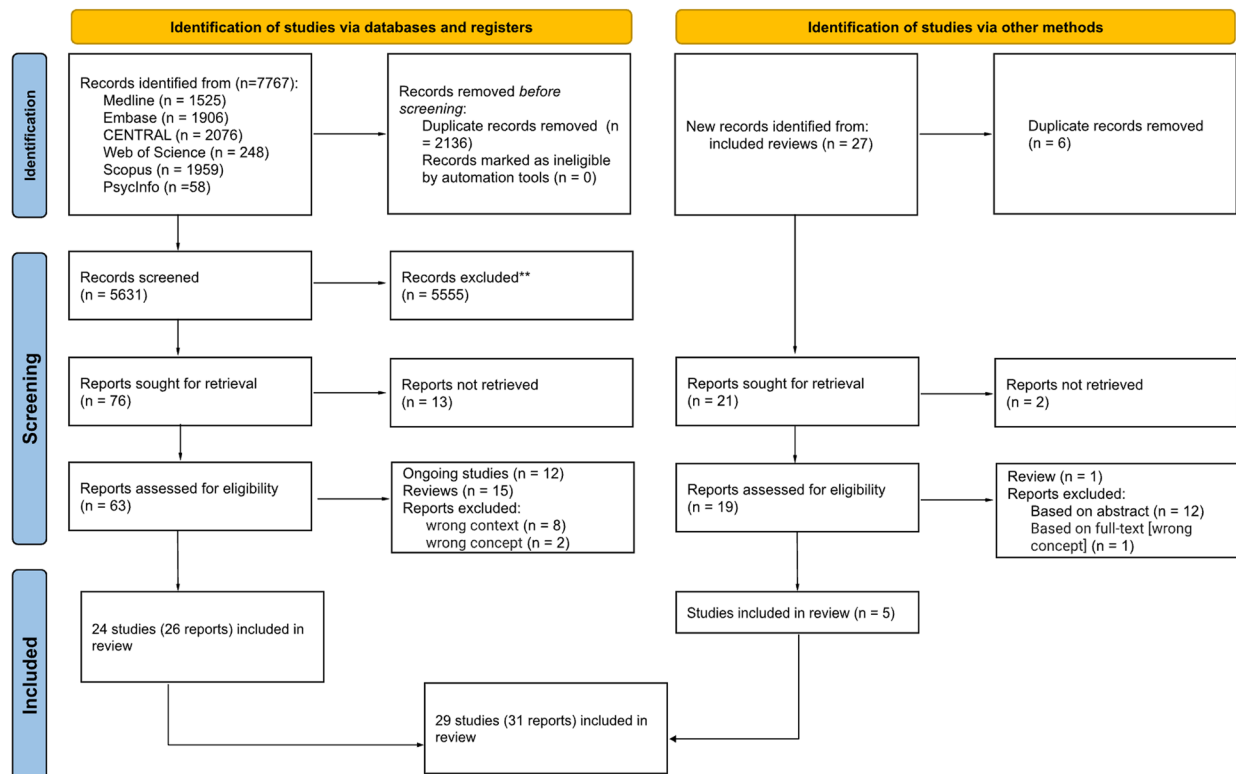 Identification of studies via databases and registers
Identification of studies via other methods
Identification
Records identified from (n=7767):
Medline (n = 1525)
Embase (n = 1906)
CENTRAL (n = 2076)
Web of Science (n = 248)
Scopus (n = 1959)
PsycInfo (n =58)
Records removed before
screening:
Duplicate records removed (n
= 2136)
Records marked as ineligible
by automation tools (n = 0)
New records identified from:
included reviews (n = 27)
Duplicate records removed
(n = 6)
Screening
Records screened
(n = 5631)
Records excluded**
(n = 5555)
Reports sought for retrieval
(n = 76)
Reports not retrieved
(n = 13)
Reports sought for retrieval
(n = 21)
Reports not retrieved
(n = 2)
Reports assessed for eligibility
(n = 63)
Ongoing studies (n = 12)
Reviews (n = 15)
Reports excluded:
wrong context (n = 8)
wrong concept (n = 2)
Reports assessed for eligibility
(n = 19)
Review (n = 1)
Reports excluded:
Based on abstract (n = 12)
Based on full-text [wrong
concept] (n = 1)
Included
24 studies (26 reports) included in
review
Studies included in review (n = 5)
29 studies (31 reports) included in
review